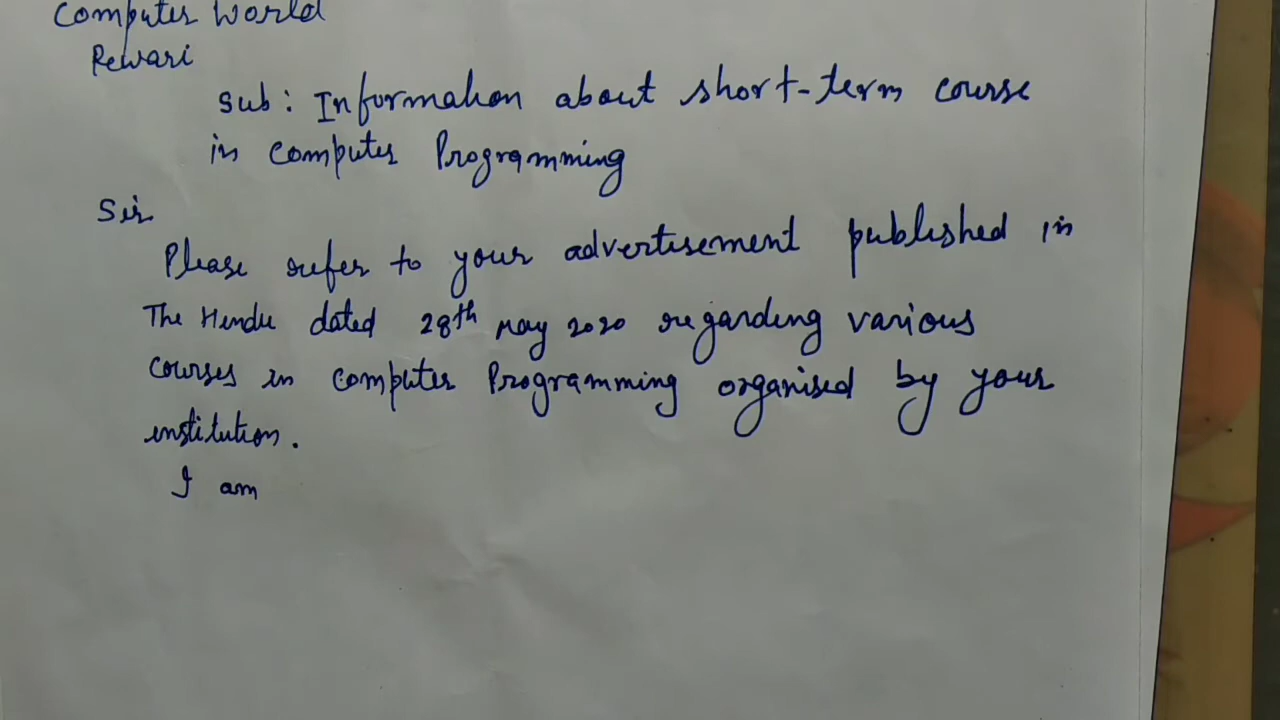 Computer World
Rewari
Sub: Information about short-term course
in Computer Programming
Sir
Please refer to your advertisement published in
The Hindu dated 28th May 2020 regarding various
courses in Computer Programming organised by your
institution.
I am